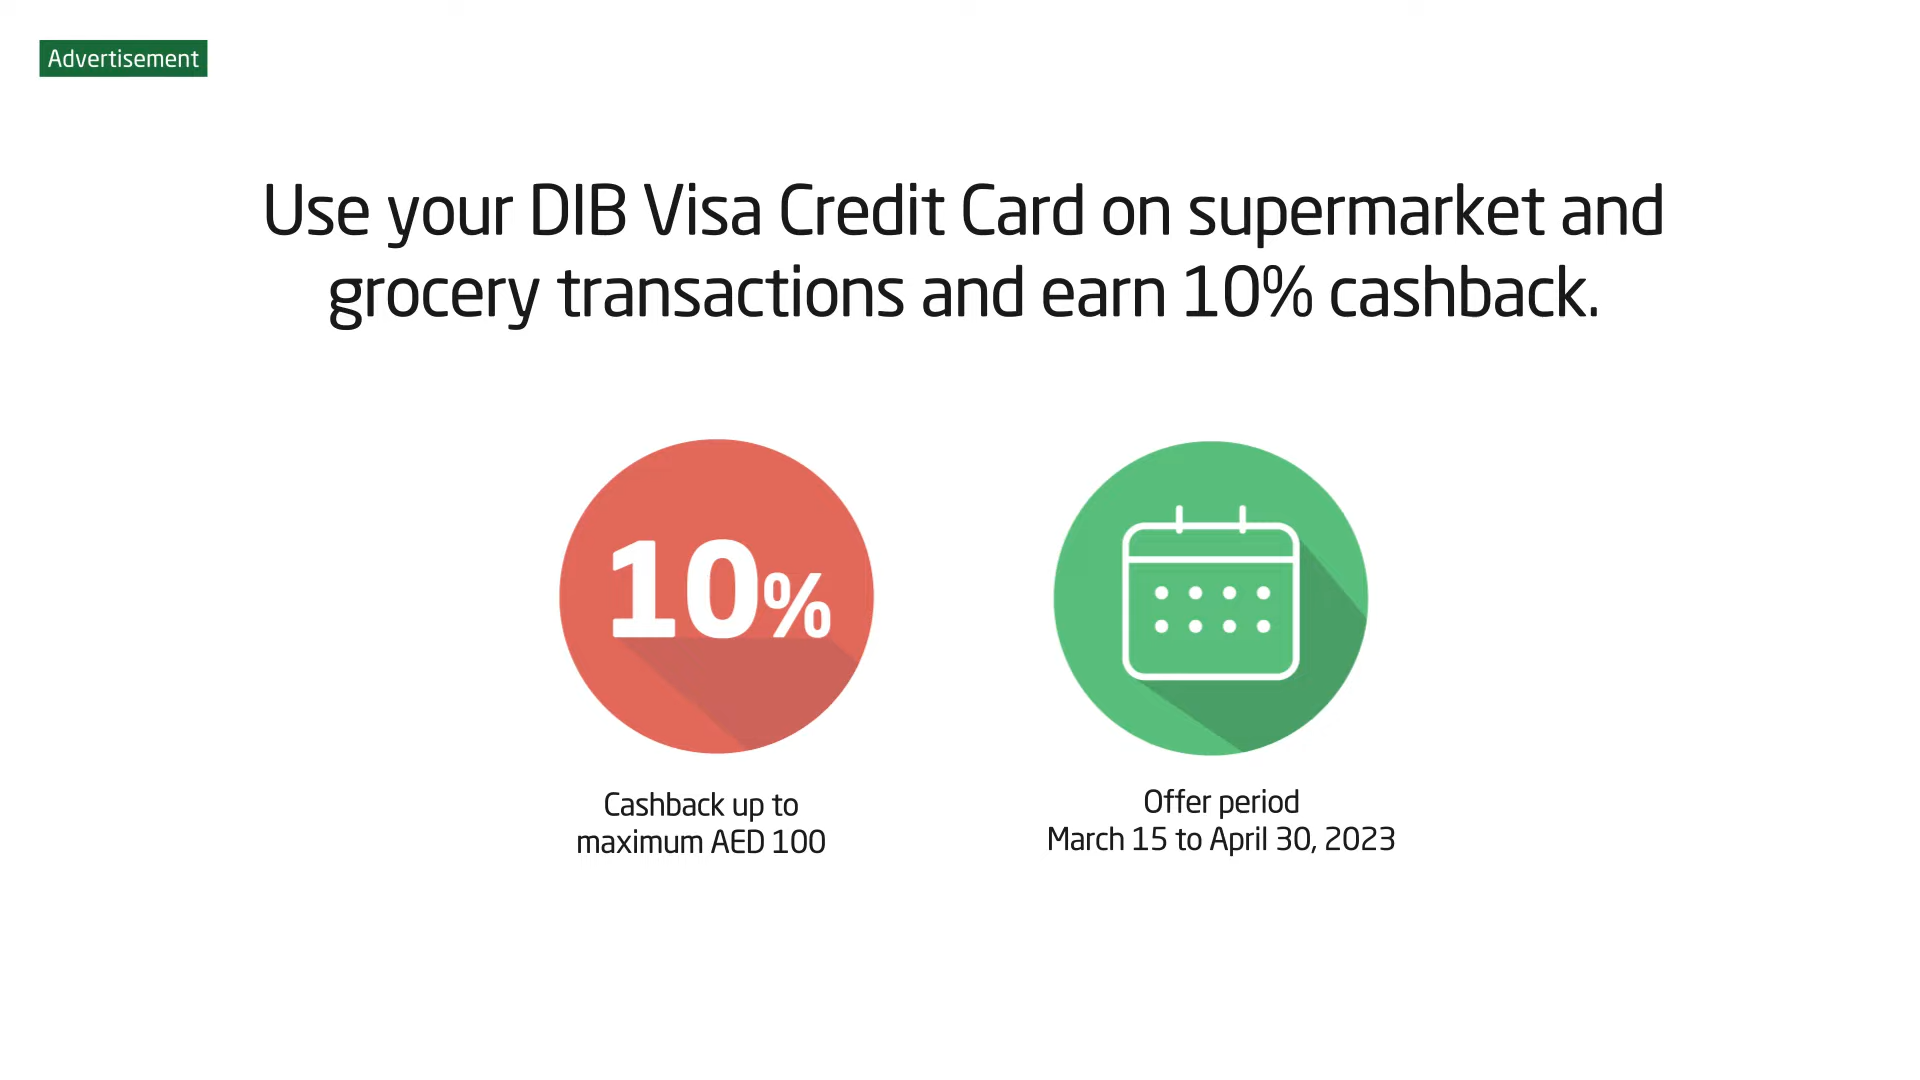 Advertisement
Use your DIB Visa Credit Card on supermarket and
grocery transactions and earn 10% cashback.
10%
Cashback up to
maximum AED 100
Offer period
March 15 to April 30, 2023